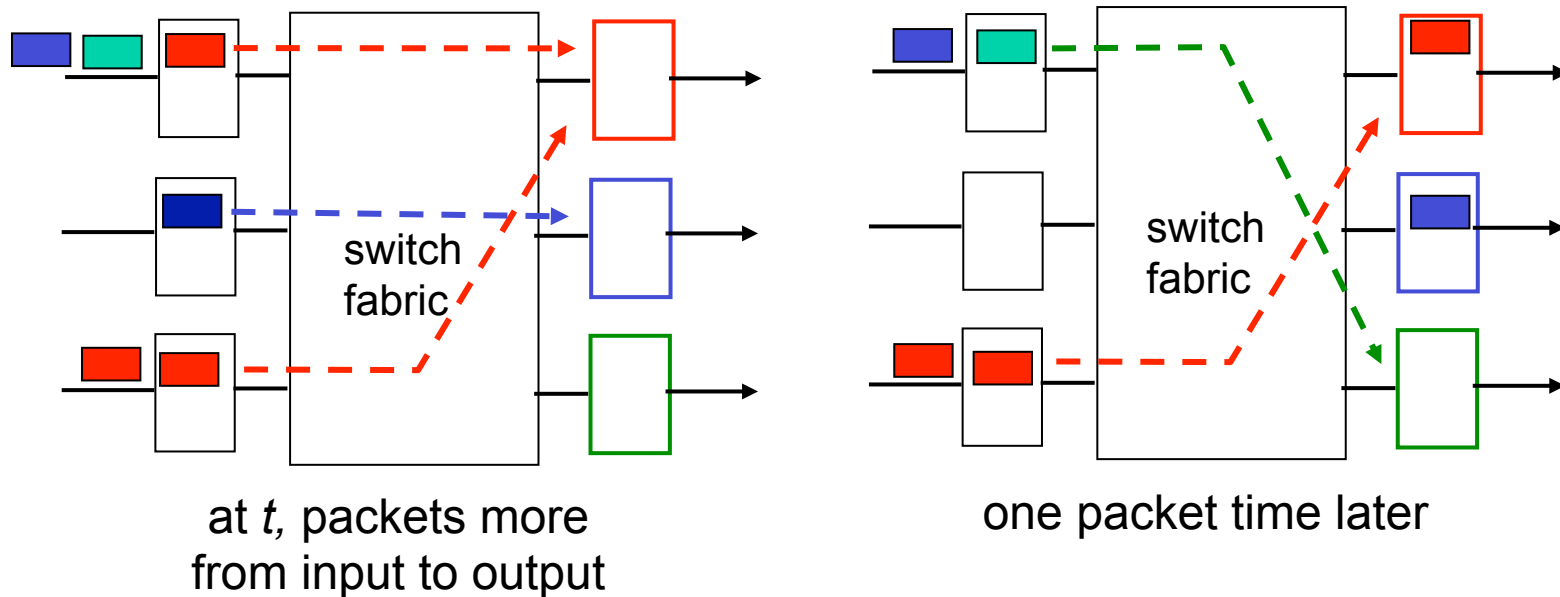 switch
fabric
at t, packets more
from input to output
switch
fabric
one packet time later